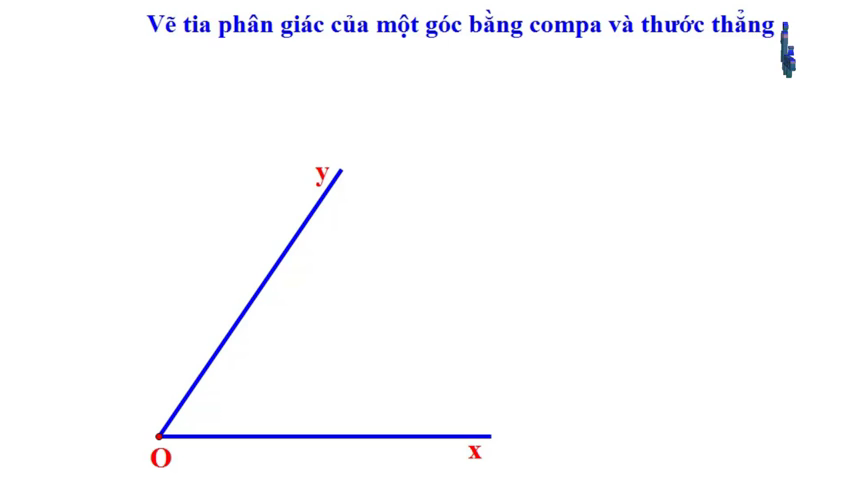 Vẽ tia phân giác của một góc bằng compa và thước thẳng
y
O
x